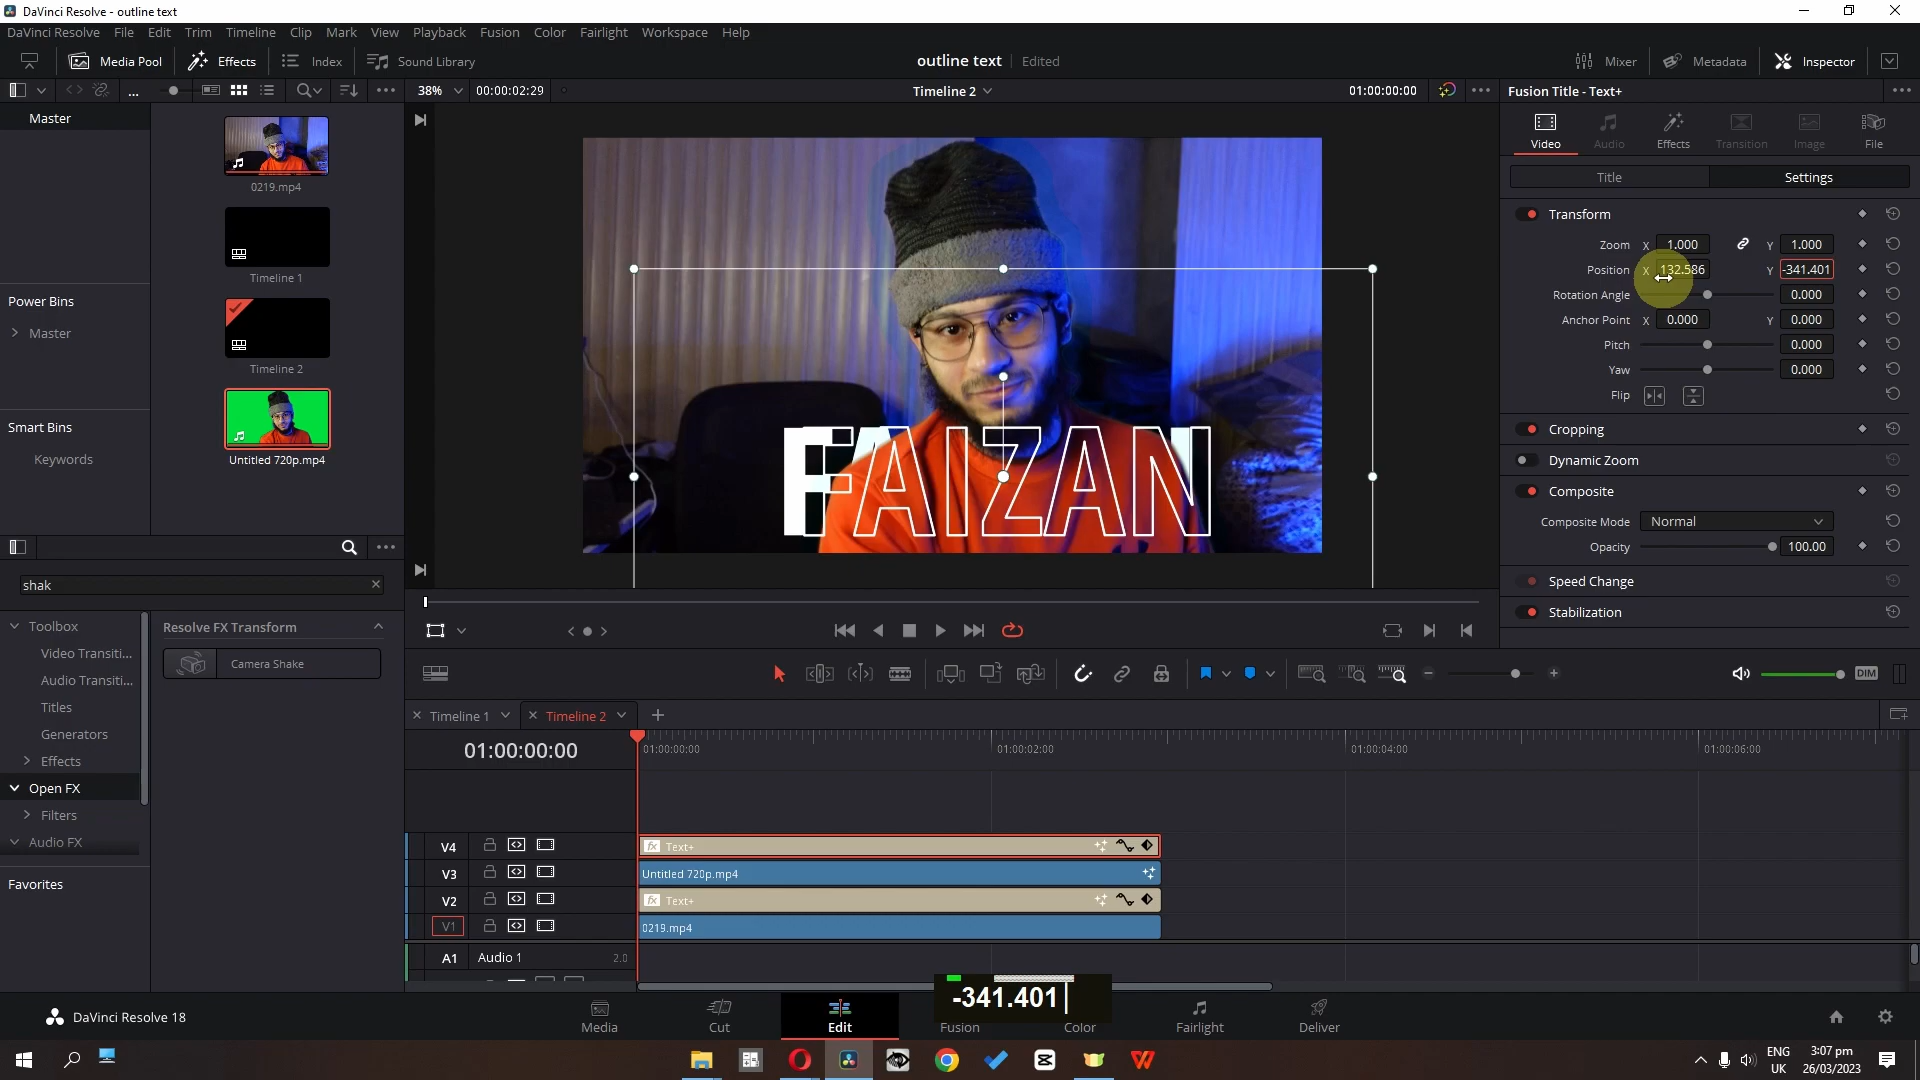 DaVinci Resolve - outline text
DaVinci Resolve File Edit Trim Timeline Clip Mark View Playback Fusion Color Fairlight Workspace Help
Media Pool Effects Index Sound Library outline text Edited Mixer Metadata Inspector
... 38% 00:00:02:29 Timeline 2 01:00:00:00 Fusion Title - Text+
Master
0219.mp4
Timeline 1
Timeline 2
Untitled 720p.mp4
Power Bins
Master
Smart Bins
Keywords
FAIZAN
Video Audio Effects Transition Image File
Title Settings
Transform
Zoom X 1.000 Y 1.000
Position X 132.586 Y -341.401
Rotation Angle 0.000
Anchor Point X 0.000 Y 0.000
Pitch 0.000
Yaw 0.000
Flip
Cropping
Dynamic Zoom
Composite
Composite Mode Normal
Opacity 100.00
Speed Change
Stabilization
shak
Toolbox
Video Transiti...
Audio Transiti...
Titles
Generators
Effects
Open FX
Filters
Audio FX
Favorites
Resolve FX Transform
Camera Shake
DIM
Timeline 1 Timeline 2
01:00:00:00 01:00:00:00 01:00:02:00 01:00:04:00 01:00:06:00
V4 fx Text+
V3 Untitled 720p.mp4
V2 fx Text+
V1 0219.mp4
A1 Audio 1 2.0
-341.401
DaVinci Resolve 18
Media Cut Edit Fusion Color Fairlight Deliver
ENG
UK
3:07 pm
26/03/2023